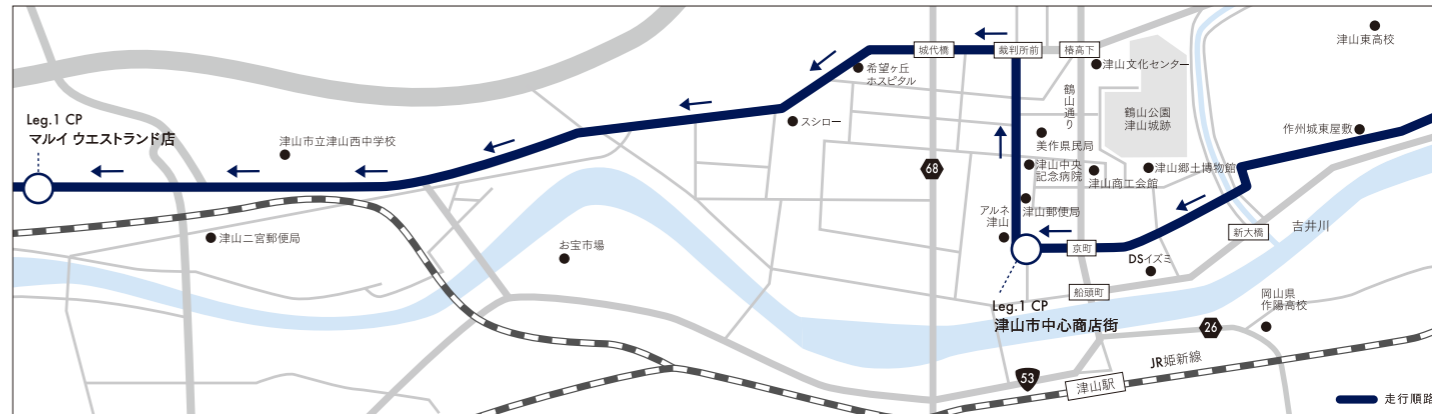 Leg.1 CP
マルイ ウエストランド店
津山市立津山西中学校
津山二宮郵便局
お宝市場
スシロー
希望ヶ丘
ホスピタル
城代橋
裁判所前
椿高下
津山文化センター
鶴山通り
鶴山公園
津山城跡
津山東高校
作州城東屋敷
68
美作県民局
津山中央
記念病院
津山商工会館
津山郷土博物館
津山郵便局
アルネ
津山
京町
新大橋
吉井川
DSイズミ
船頭町
Leg.1 CP
津山市中心商店街
岡山県
作陽高校
26
53
津山駅
JR姫新線
走行順路